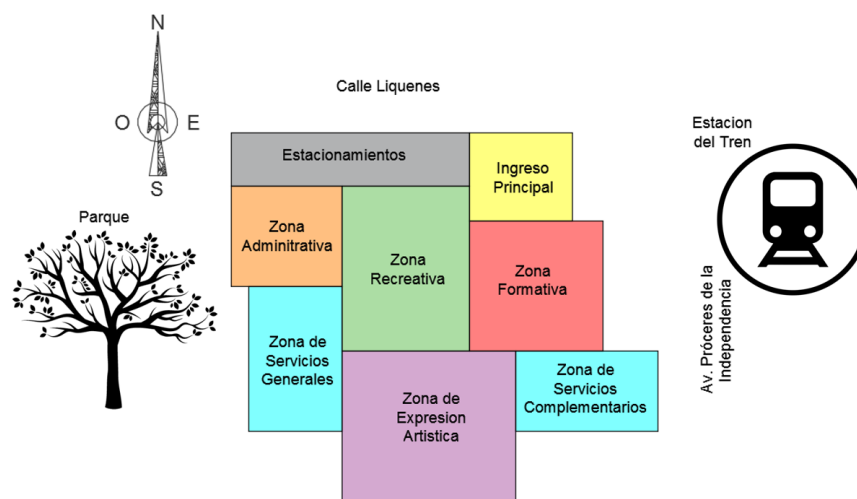 N
O
E
S
Calle Liquenes
Estacion
del Tren
Estacionamientos
Ingreso
Principal
Parque
Zona
Adminitrativa
Zona
Recreativa
Zona
Formativa
Av. Próceres de la
Independencia
Zona de
Servicios
Generales
Zona de
Expresion
Artistica
Zona de
Servicios
Complementarios